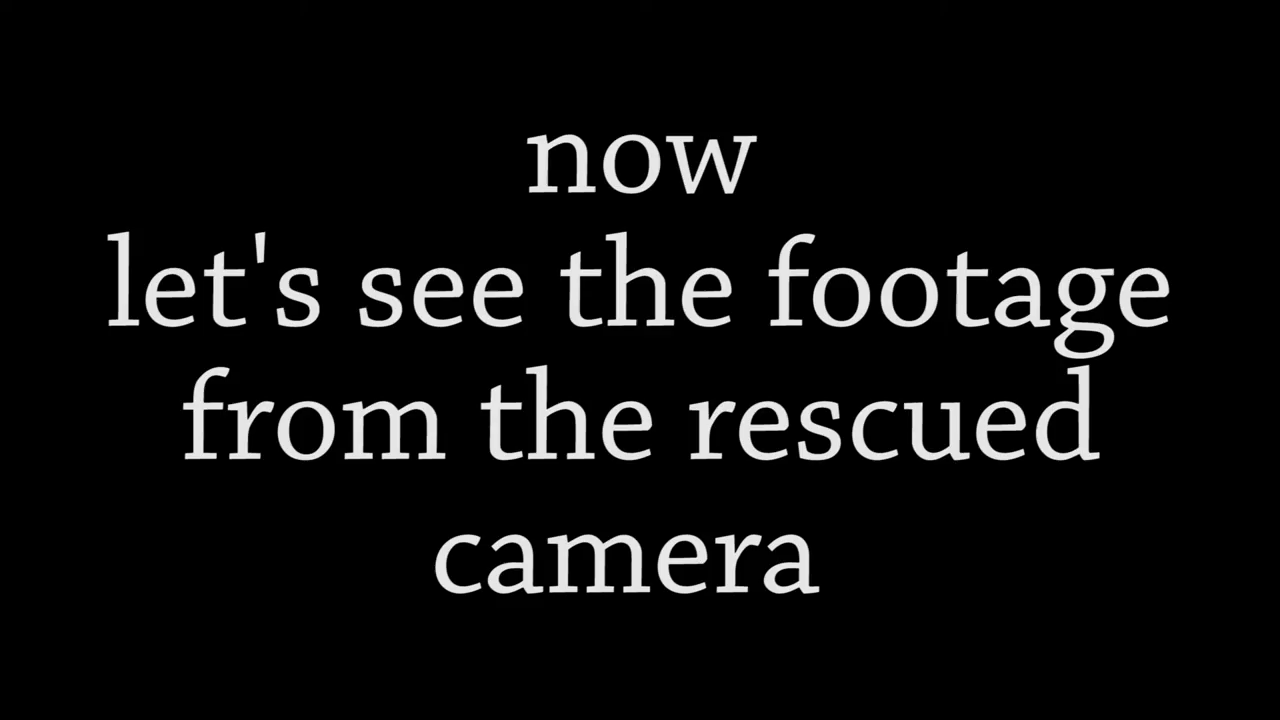 now
let's see the footage
from the rescued
camera